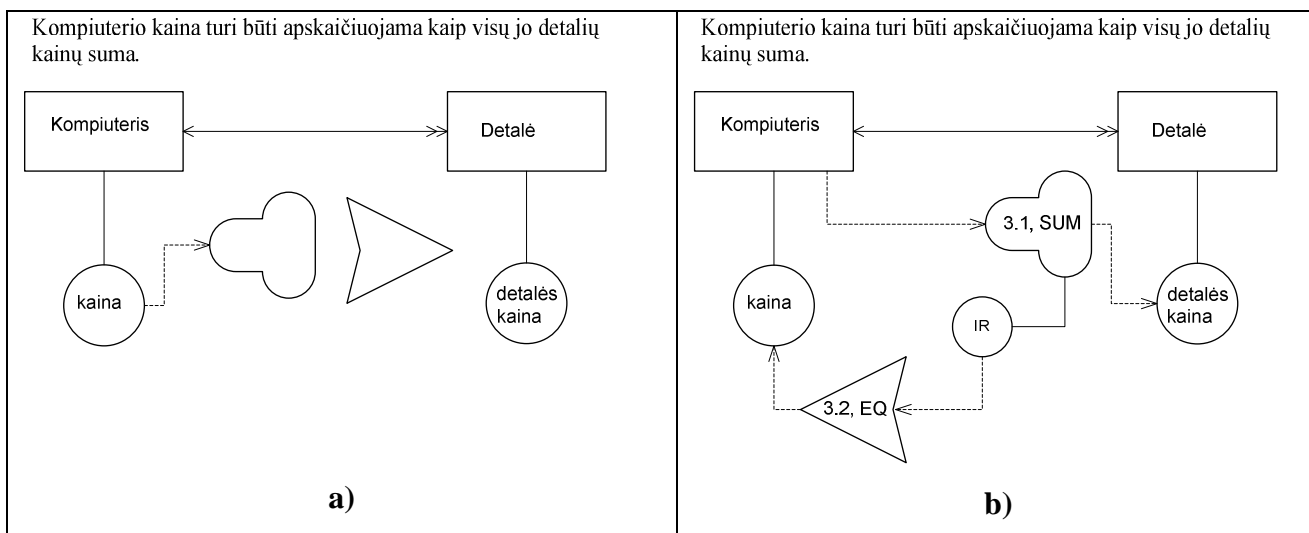 Kompiuterio kaina turi būti apskaičiuojama kaip visų jo detalių
kainų suma.
Kompiuteris
Detalė
kaina
detalės
kaina
a)
Kompiuterio kaina turi būti apskaičiuojama kaip visų jo detalių
kainų suma.
Kompiuteris
Detalė
3.1, SUM
kaina
detalės
kaina
IR
3.2, EQ
b)